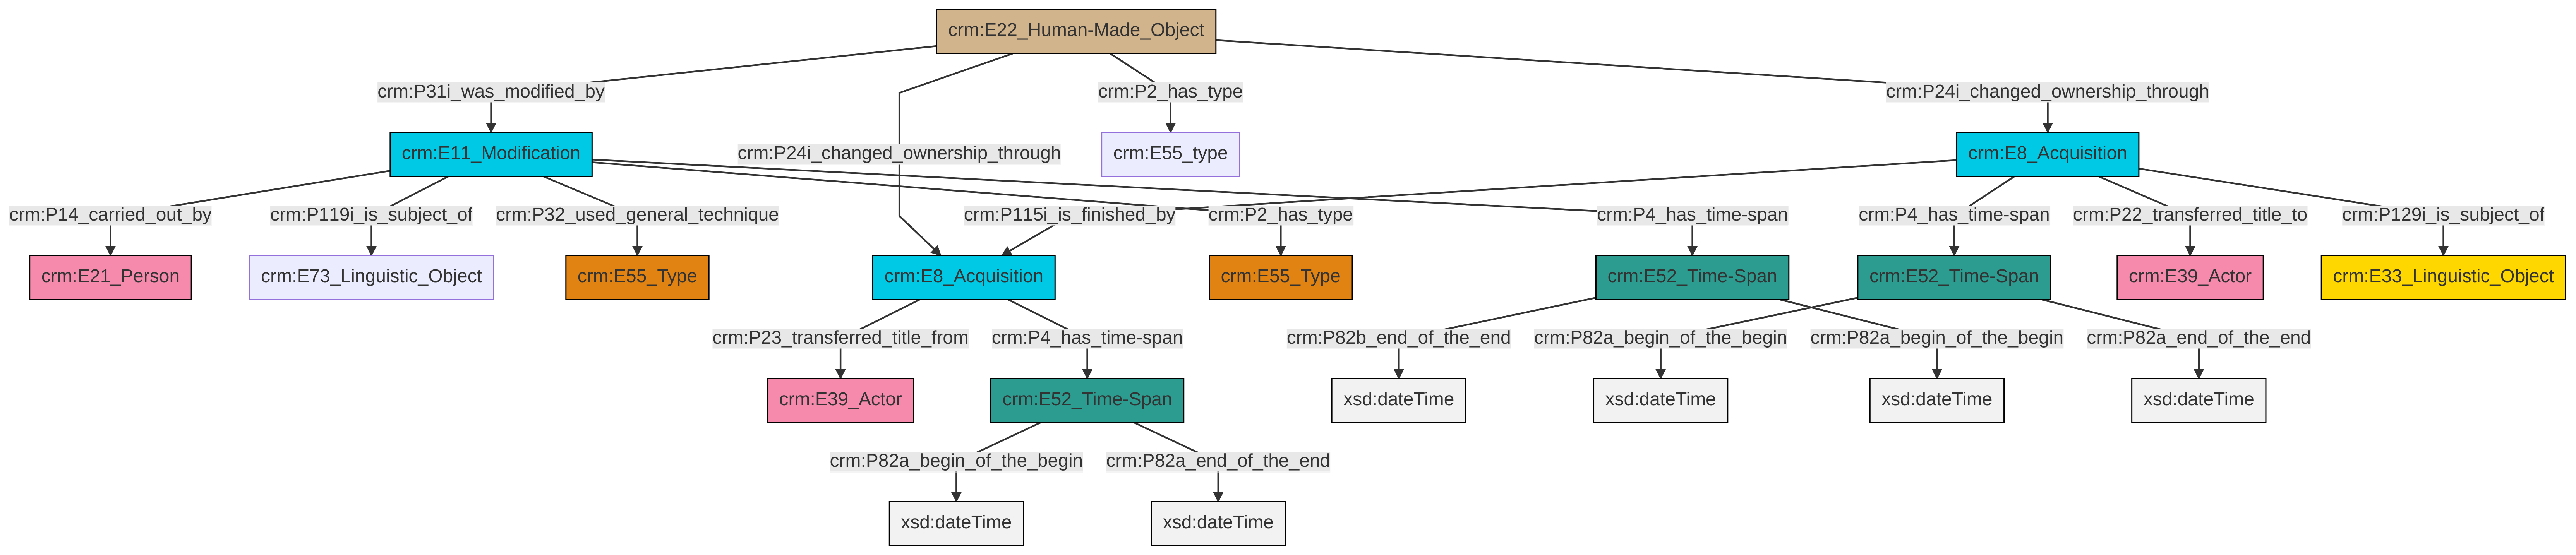 crm:E22_Human-Made_Object
crm:P31i_was_modified_by
crm:P2_has_type
crm:P24i_changed_ownership_through
crm:E11_Modification
crm:P24i_changed_ownership_through
crm:E55_type
crm:E8_Acquisition
crm:P14_carried_out_by
crm:P119i_is_subject_of
crm:P32_used_general_technique
crm:P115i_is_finished_by
crm:P2_has_type
crm:P4_has_time-span
crm:P4_has_time-span
crm:P22_transferred_title_to
crm:P129i_is_subject_of
crm:E21_Person
crm:E73_Linguistic_Object
crm:E55_Type
crm:E8_Acquisition
crm:E55_Type
crm:E52_Time-Span
crm:E52_Time-Span
crm:E39_Actor
crm:E33_Linguistic_Object
crm:P23_transferred_title_from
crm:P4_has_time-span
crm:P82b_end_of_the_end
crm:P82a_begin_of_the_begin
crm:P82a_begin_of_the_begin
crm:P82a_end_of_the_end
crm:E39_Actor
crm:E52_Time-Span
xsd:dateTime
xsd:dateTime
xsd:dateTime
xsd:dateTime
crm:P82a_begin_of_the_begin
crm:P82a_end_of_the_end
xsd:dateTime
xsd:dateTime